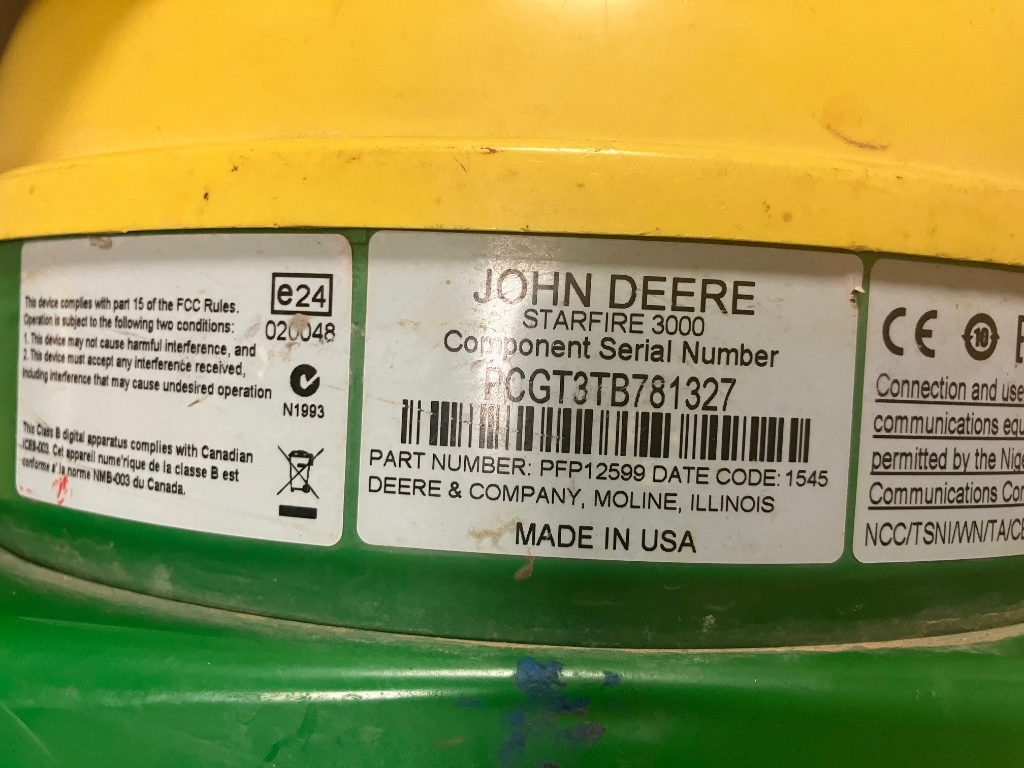 This device complies with part 15 of the FCC Rules.
Operation is subject to the following two conditions:
1. This device may not cause harmful interference, and
2. This device must accept any interference received,
including interference that may cause undesired operation
e24
020048
N1993
This Class B digital apparatus complies with Canadian
ICEB-003. Cet appareil nume'rique de la classe B est
conforme a' la norme NMB-003 du Canada.
JOHN DEERE
STARFIRE 3000
Component Serial Number
PCGT3TB781327
PART NUMBER: PFP12599 DATE CODE: 1545
DEERE & COMPANY, MOLINE, ILLINOIS
MADE IN USA
CE 10
Connection and use
communications equ
permitted by the Nige
Communications Co
NCC/TSNI/WN/TA/CE